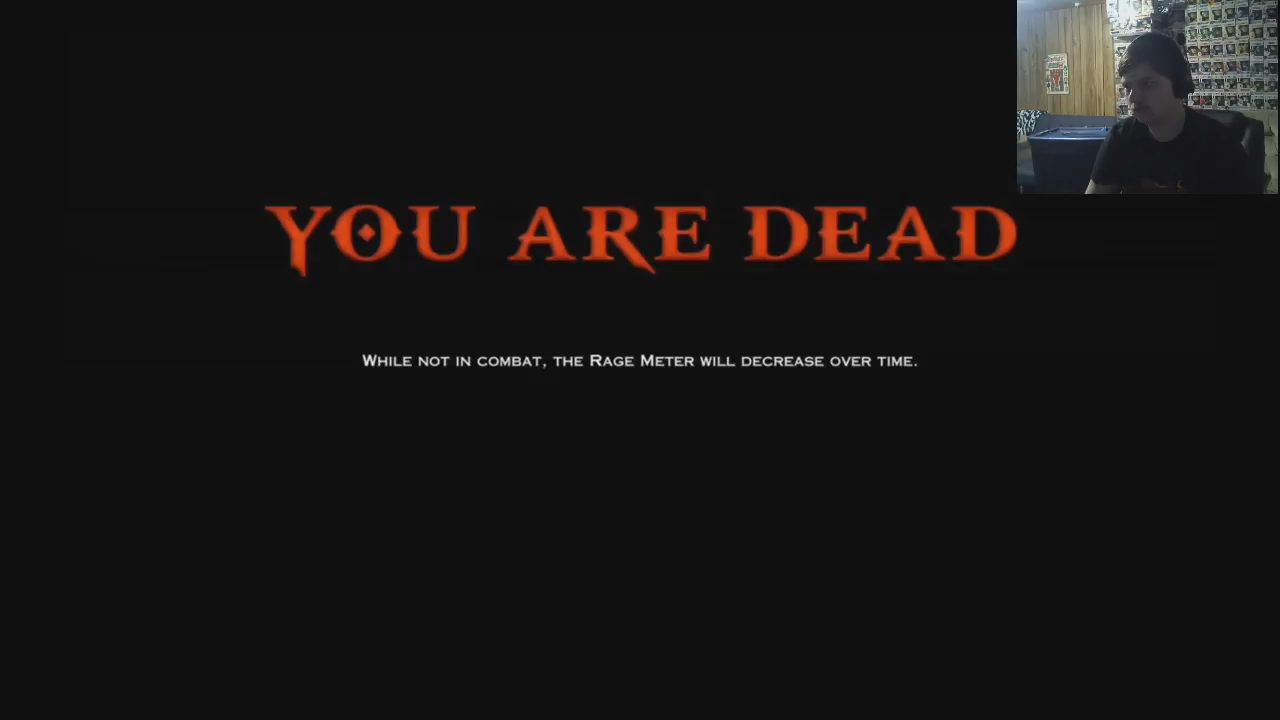 YOU ARE DEAD
While not in combat, the Rage Meter will decrease over time.